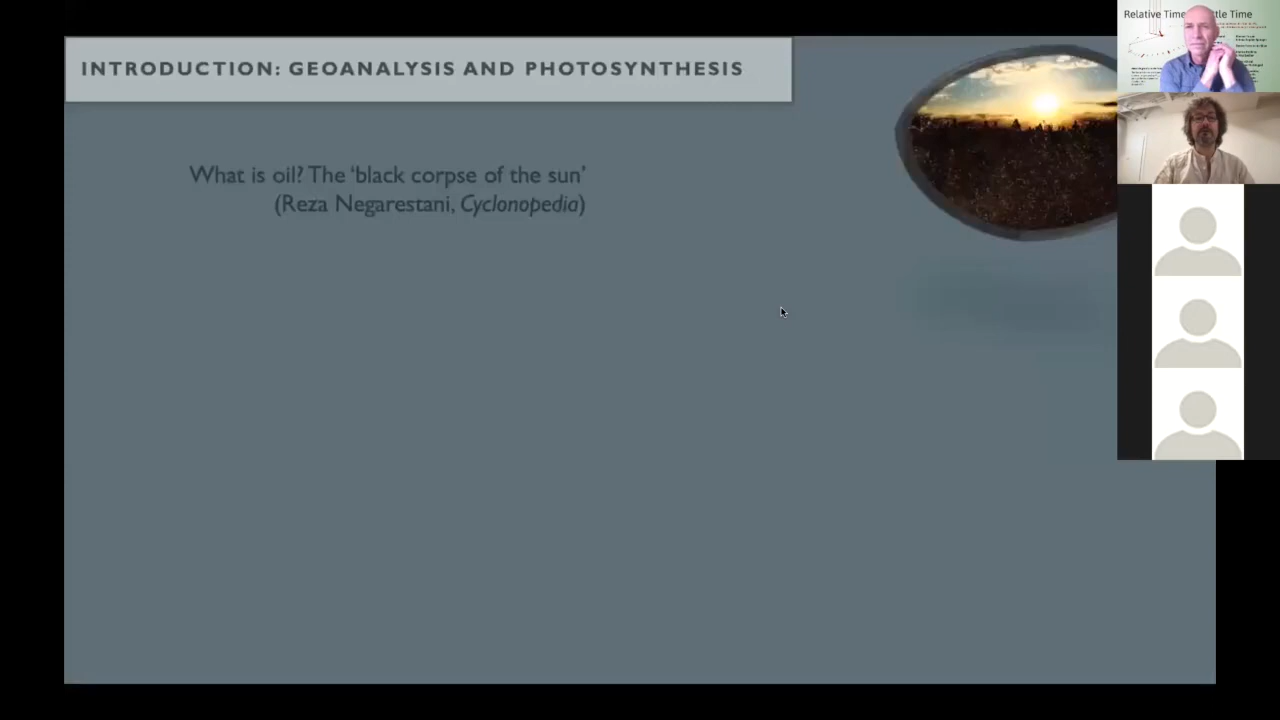 INTRODUCTION: GEOANALYSIS AND PHOTOSYNTHESIS
What is oil? The ‘black corpse of the sun’
(Reza Negarestani, Cyclonopedia)
Relative Time
Time